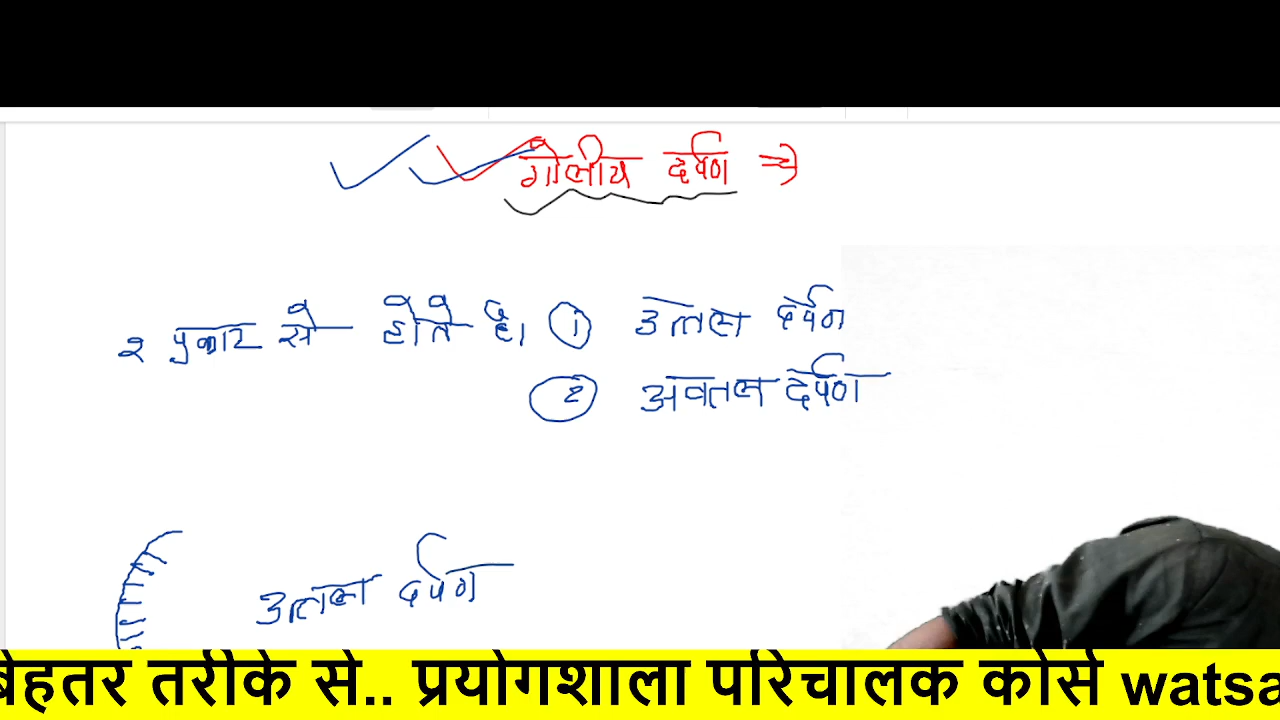 गोलीय दर्पण ⇒
२ प्रकार से होते है। ① उत्तल दर्पण
② अवतल दर्पण
उत्तल दर्पण
बेहतर तरीके से.. प्रयोगशाला परिचालक कोर्स watsa